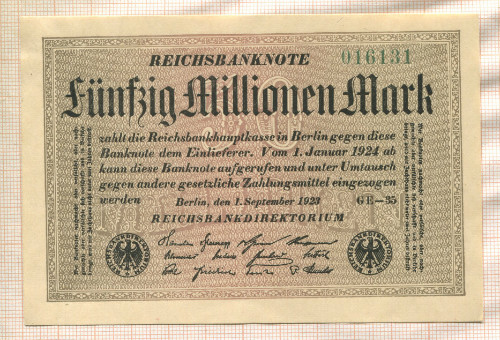 REICHSBANKNOTE
016131
Fünfzig Millionen Mark
zahlt die Reichsbankhauptkasse in Berlin gegen diese
Banknote dem Einlieferer. Vom 1. Januar 1924 ab
kann diese Banknote aufgerufen und unter Umtausch
gegen andere gesetzliche Zahlungsmittel eingezogen
werden
Berlin, den 1. September 1923
GE-35
REICHSBANKDIREKTORIUM